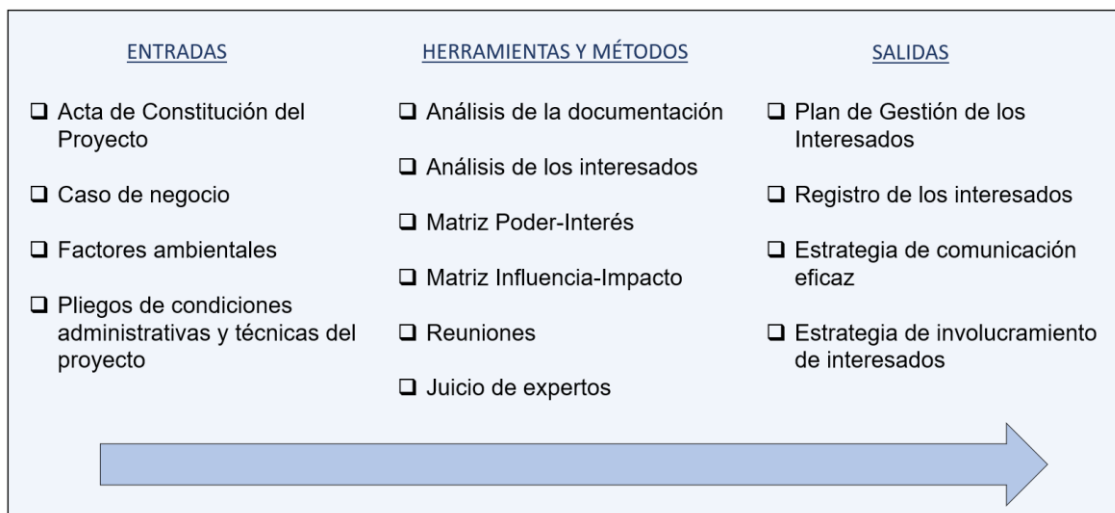 ENTRADAS
Acta de Constitución del
Proyecto
Caso de negocio
Factores ambientales
Pliegos de condiciones
administrativas y técnicas del
proyecto
HERRAMIENTAS Y MÉTODOS
Análisis de la documentación
Análisis de los interesados
Matriz Poder-Interés
Matriz Influencia-Impacto
Reuniones
Juicio de expertos
SALIDAS
Plan de Gestión de los
Interesados
Registro de los interesados
Estrategia de comunicación
eficaz
Estrategia de involucramiento
de interesados